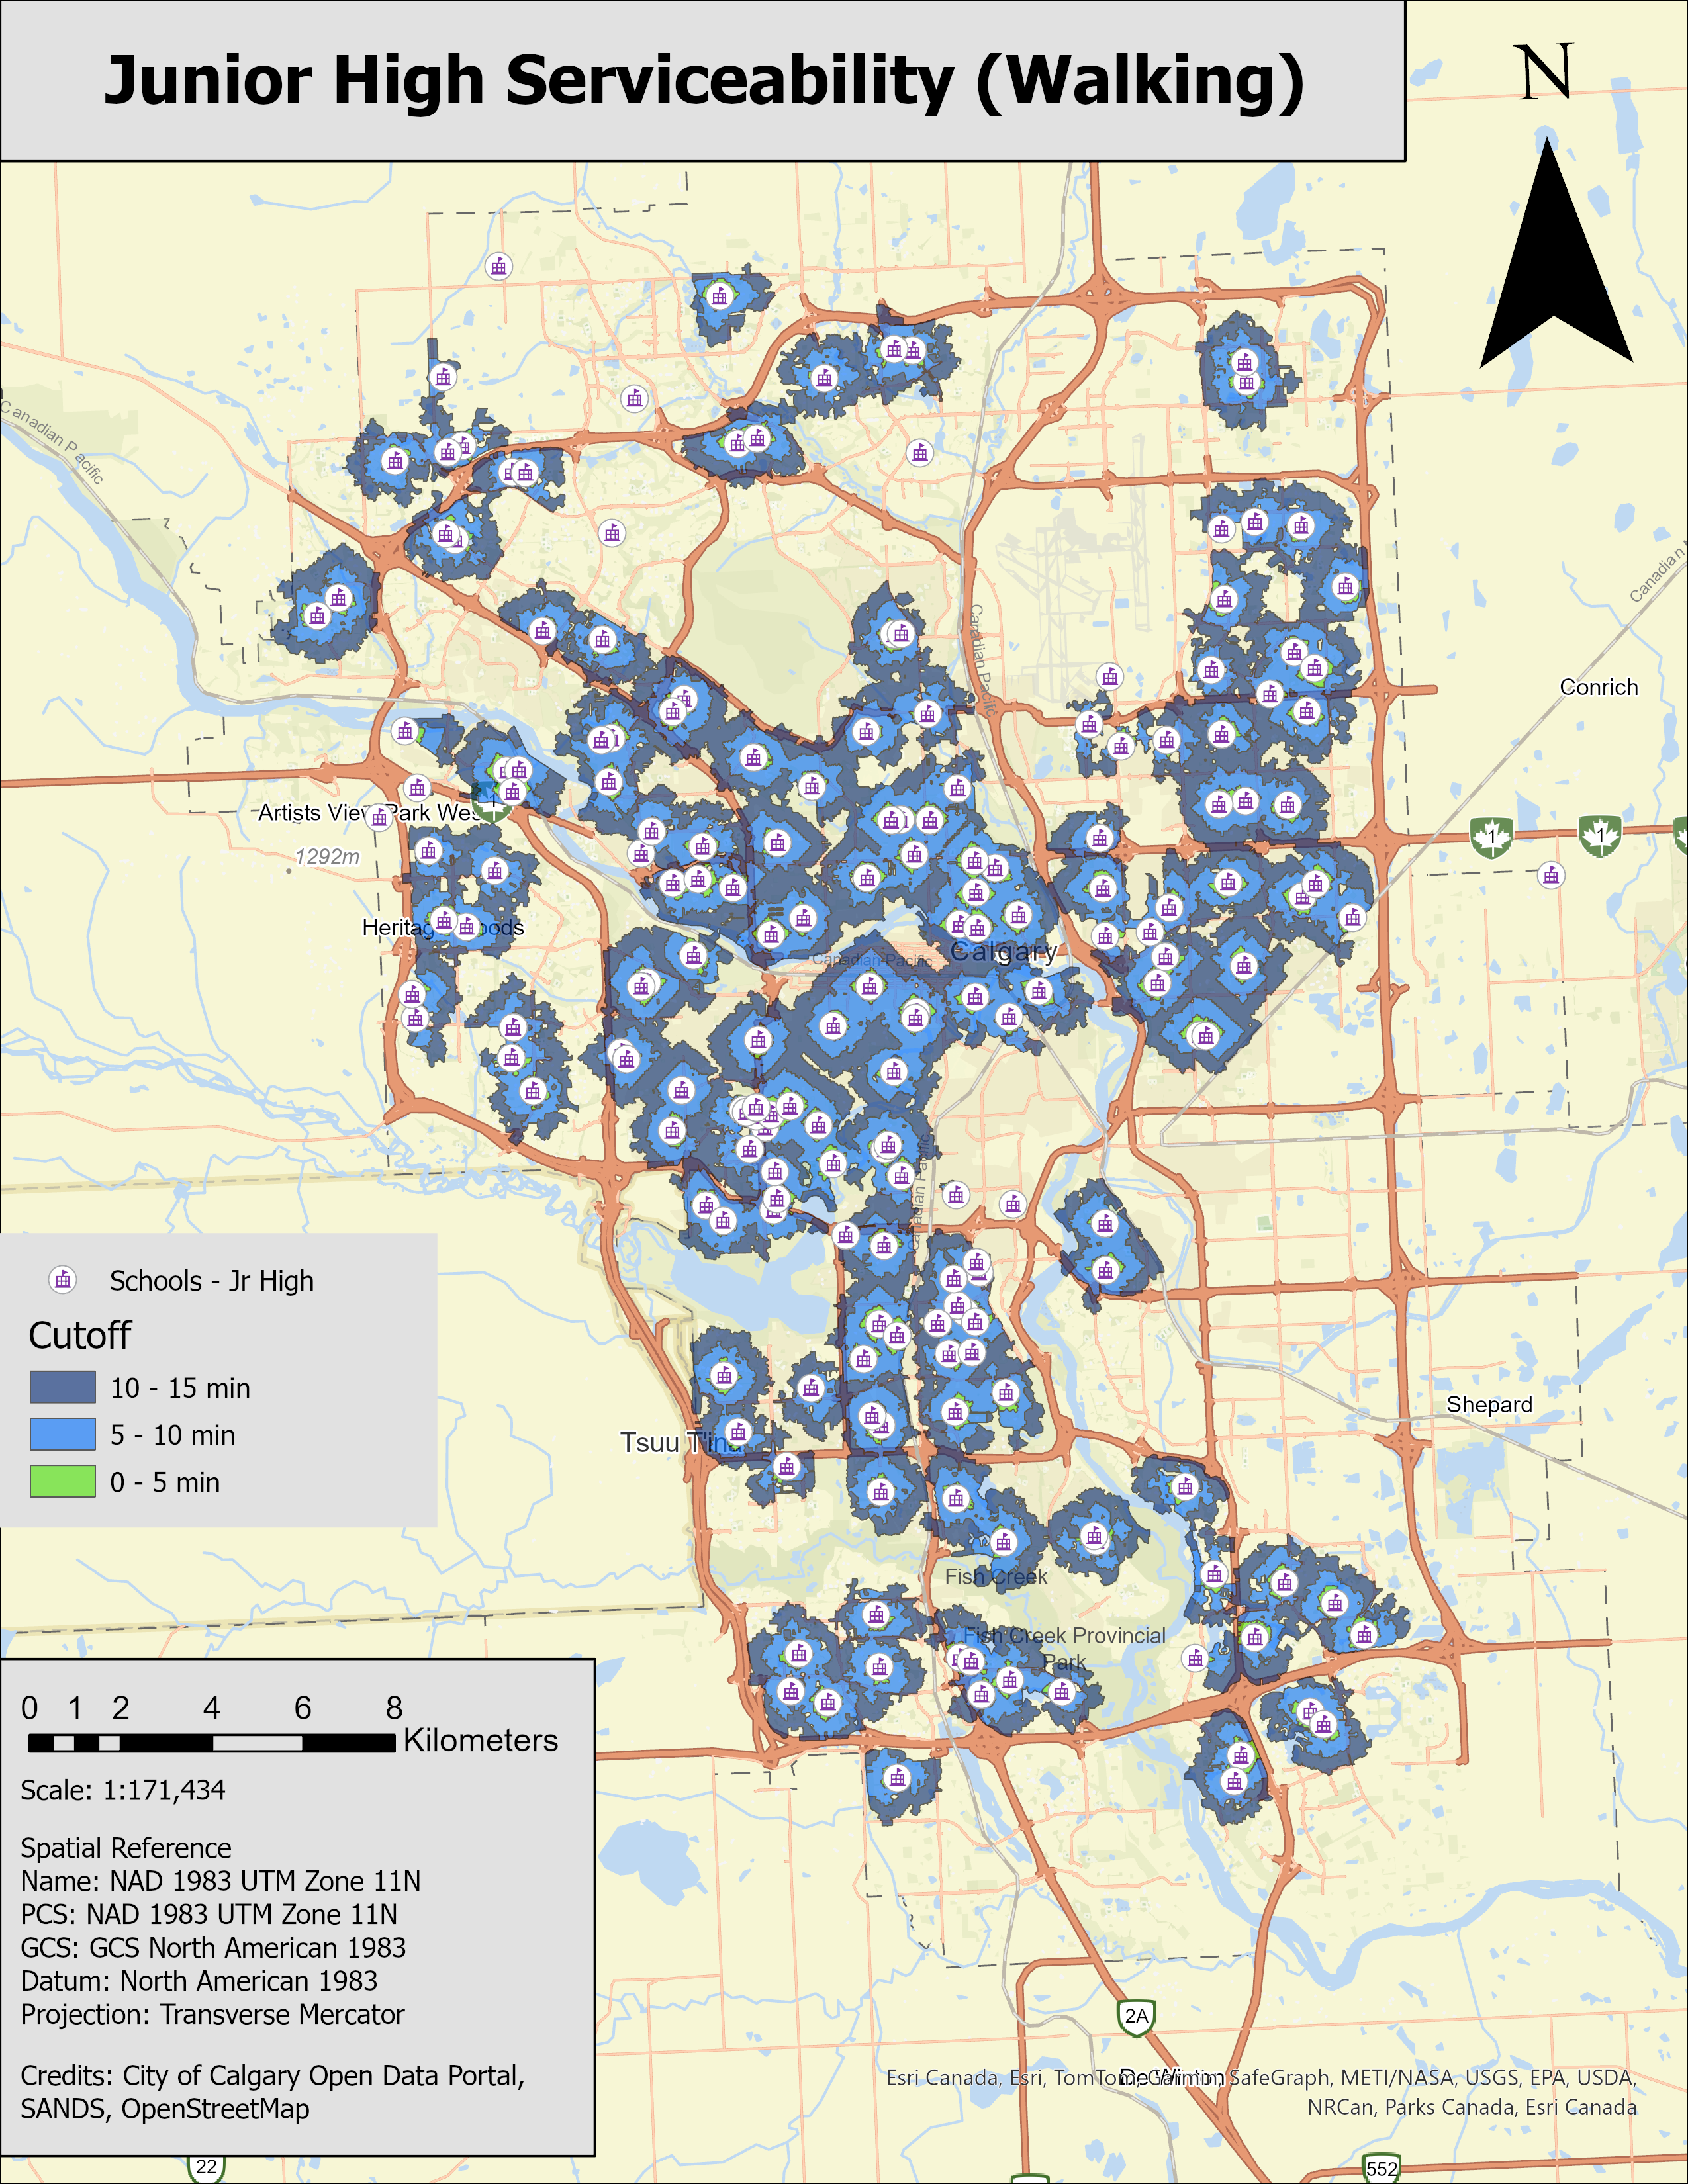 Junior High Serviceability (Walking)
N
Canadian Pacific
Canadian Pacific
Canadian
Conrich
Artists View Park Wes
1292m
1
1
1
Calgary
Canadian Pacific
Canadian Pacific
Schools - Jr High
Cutoff
10 - 15 min
5 - 10 min
0 - 5 min
Shepard
Tsuu T'ina
Fish Creek
Fish Creek Provincial
Park
0 1 2 4 6 8
Kilometers
Scale: 1:171,434
Spatial Reference
Name: NAD 1983 UTM Zone 11N
PCS: NAD 1983 UTM Zone 11N
GCS: GCS North American 1983
Datum: North American 1983
Projection: Transverse Mercator
Credits: City of Calgary Open Data Portal,
SANDS, OpenStreetMap
2A
Esri Canada, Esri, TomTom, Garmin, SafeGraph, METI/NASA, USGS, EPA, USDA,
NRCan, Parks Canada, Esri Canada
22
552